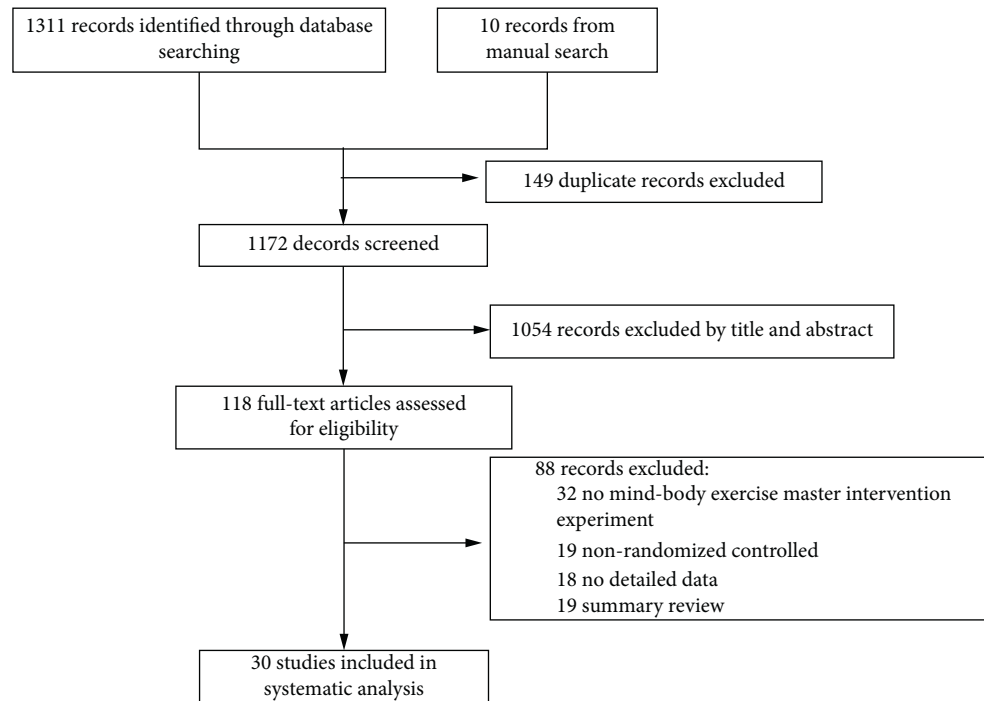 1311 records identified through database
searching
10 records from
manual search
149 duplicate records excluded
1172 decords screened
1054 records excluded by title and abstract
118 full-text articles assessed
for eligibility
88 records excluded:
32 no mind-body exercise master intervention
experiment
19 non-randomized controlled
18 no detailed data
19 summary review
30 studies included in
systematic analysis